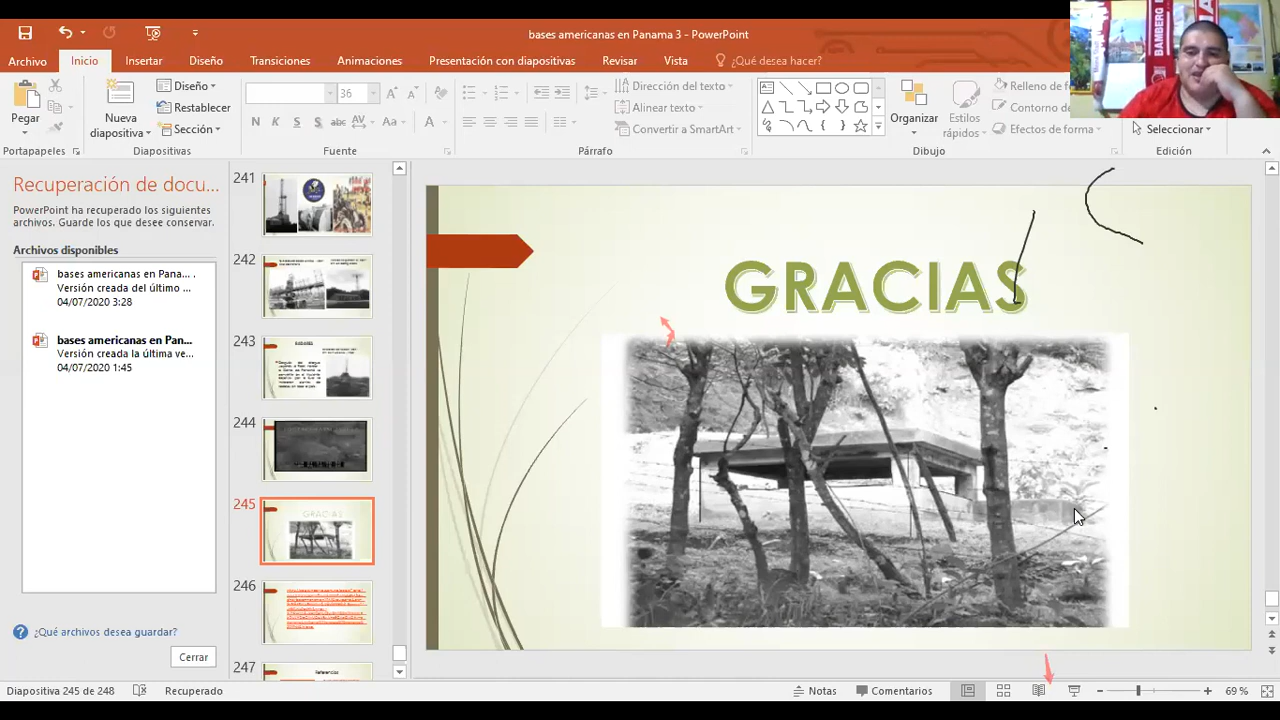 bases americanas en Panama 3 - PowerPoint
Archivo Inicio Insertar Diseño Transiciones Animaciones Presentación con diapositivas Revisar Vista ¿Qué desea hacer?
Pegar
Nueva diapositiva
Diseño
Restablecer
Sección
36
N K S S abc AV Aa A
Dirección del texto
Alinear texto
Convertir a SmartArt
Organizar
Estilos rápidos
Relleno de
Contorno de
Efectos de forma
Seleccionar
Portapapeles Diapositivas Fuente Párrafo Dibujo Edición
BAMBERG
Recuperación de docu...
PowerPoint ha recuperado los siguientes
archivos. Guarde los que desee conservar.
Archivos disponibles
bases americanas en Pana... .
Versión creada del último ...
04/07/2020 3:28
bases americanas en Pan...
Versión creada la última ve...
04/07/2020 1:45
¿Qué archivos desea guardar?
Cerrar
241
242
243
244
245
GRACIAS
246
247
Referencias
GRACIAS
Diapositiva 245 de 248 Recuperado Notas Comentarios 69 %